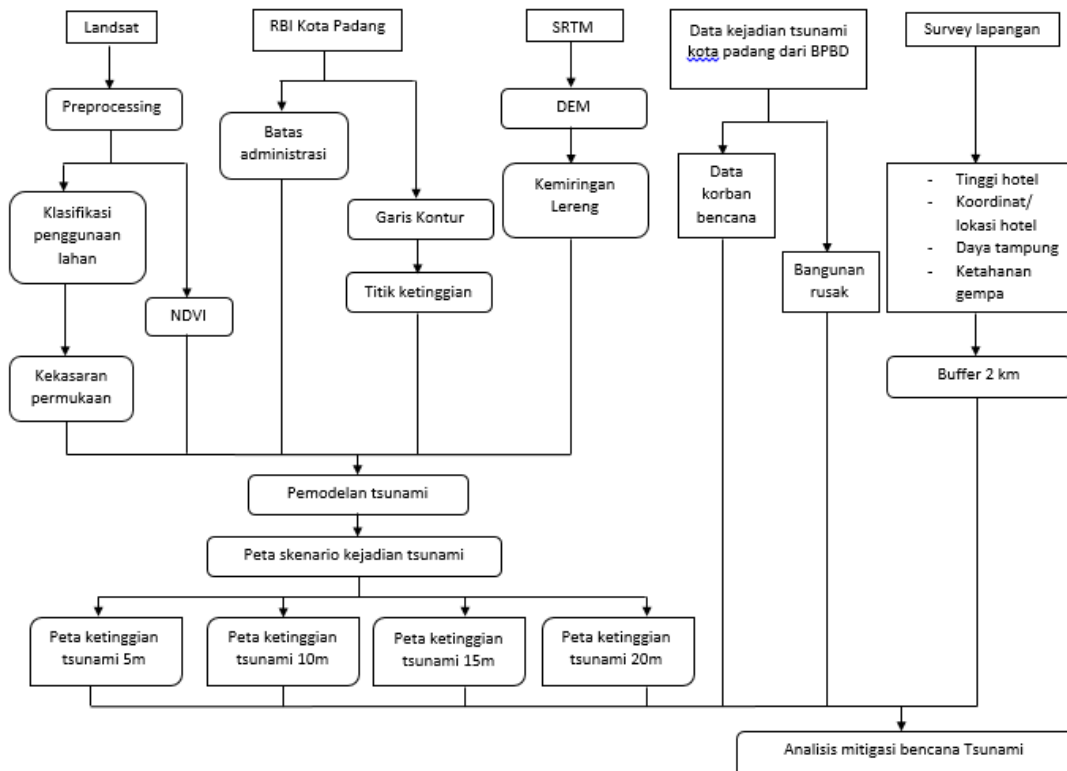 Landsat
RBI Kota Padang
SRTM
Data kejadian tsunami
kota padang dari BPBD
Survey lapangan
Preprocessing
Batas
administrasi
DEM
Klasifikasi
penggunaan
lahan
NDVI
Garis Kontur
Titik ketinggian
Kemiringan
Lereng
Data
korban
bencana
Bangunan
rusak
- Tinggi hotel
- Koordinat/
lokasi hotel
- Daya tampung
- Ketahanan
gempa
Kekasaran
permukaan
Buffer 2 km
Pemodelan tsunami
Peta skenario kejadian tsunami
Peta ketinggian
tsunami 5m
Peta ketinggian
tsunami 10m
Peta ketinggian
tsunami 15m
Peta ketinggian
tsunami 20m
Analisis mitigasi bencana Tsunami